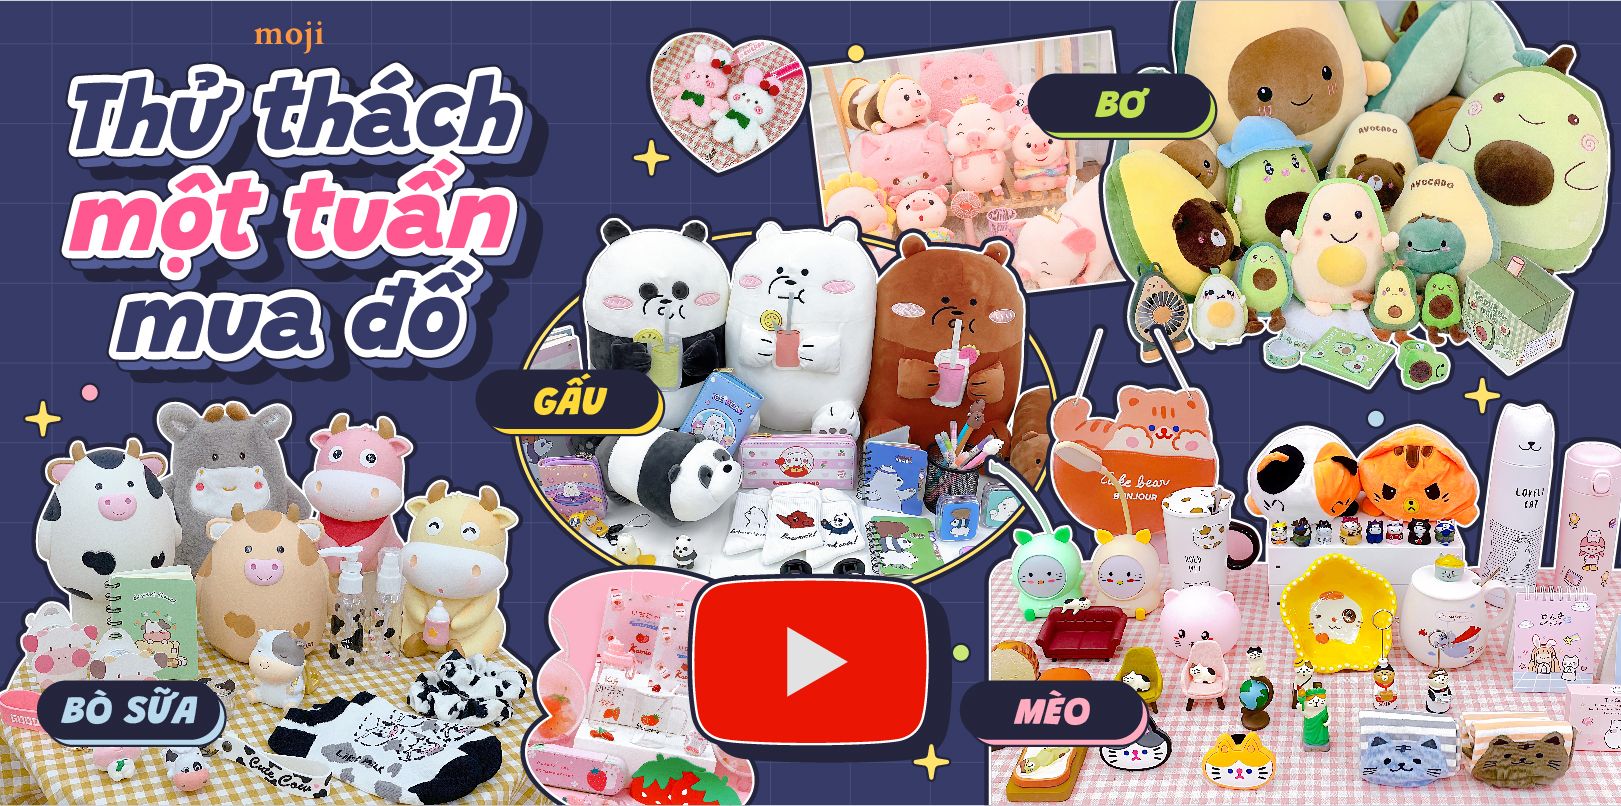 moji
Thử thách
một tuần
mua đồ
BƠ
AVOCADO
AVOCADO
GẤU
Cake bear
BONJOUR
LOVELY
CAT
BÒ SỮA
Cute Cow
MÈO